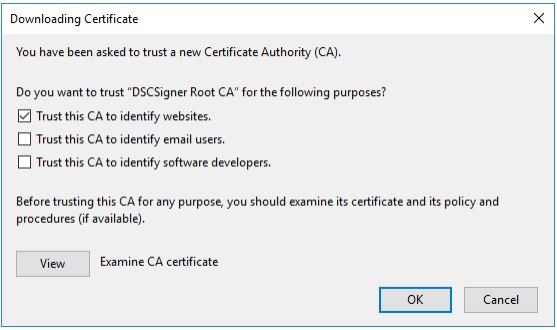 Downloading Certificate
You have been asked to trust a new Certificate Authority (CA).
Do you want to trust “DSCSigner Root CA” for the following purposes?
Trust this CA to identify websites.
Trust this CA to identify email users.
Trust this CA to identify software developers.
Before trusting this CA for any purpose, you should examine its certificate and its policy and
procedures (if available).
View Examine CA certificate
OK Cancel